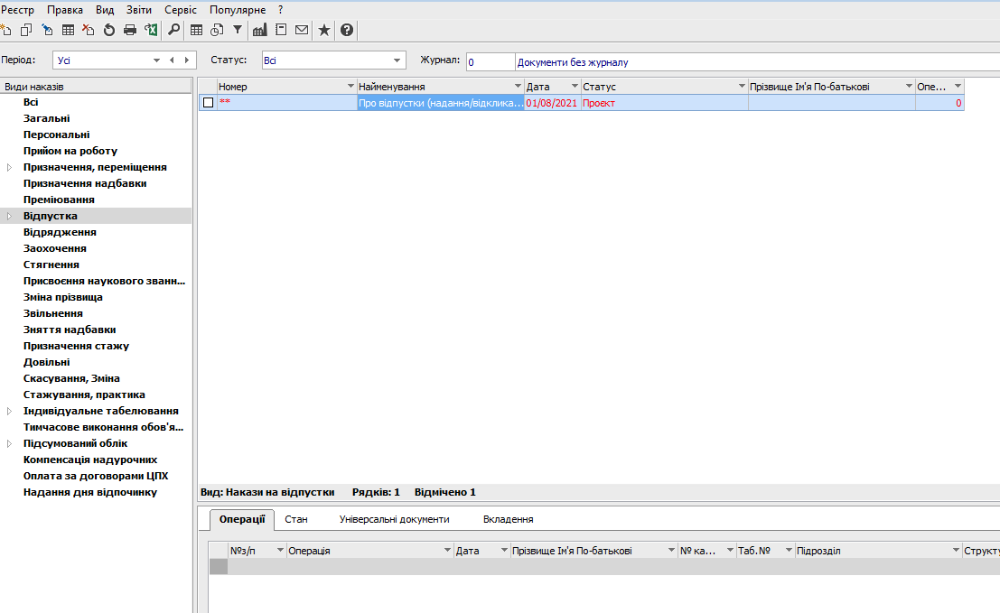 Реєстр Правка Вид Звіти Сервіс Популярне ?
Період: Усі Статус: Всі Журнал: 0 Документи без журналу
Види наказів
Всі
Загальні
Персональні
Прийом на роботу
Призначення, переміщення
Призначення надбавки
Преміювання
Відпустка
Відрядження
Заохочення
Стягнення
Присвоєння наукового званн...
Зміна прізвища
Звільнення
Зняття надбавки
Призначення стажу
Довільні
Скасування, Зміна
Стажування, практика
Індивідуальне табелювання
Тимчасове виконання обов'я...
Підсумований облік
Компенсація надурочних
Оплата за договорами ЦПХ
Надання дня відпочинку
Номер Найменування Дата Статус Прізвище Ім'я По-батькові Опе...
** Про відпустки (надання/відклика... 01/08/2021 Проєкт 0
Вид: Накази на відпустки Рядків: 1 Відмічено 1
Операції Стан Універсальні документи Вкладення
№з/п Операція Дата Прізвище Ім'я По-батькові № ка... Таб.№ Підрозділ Структу